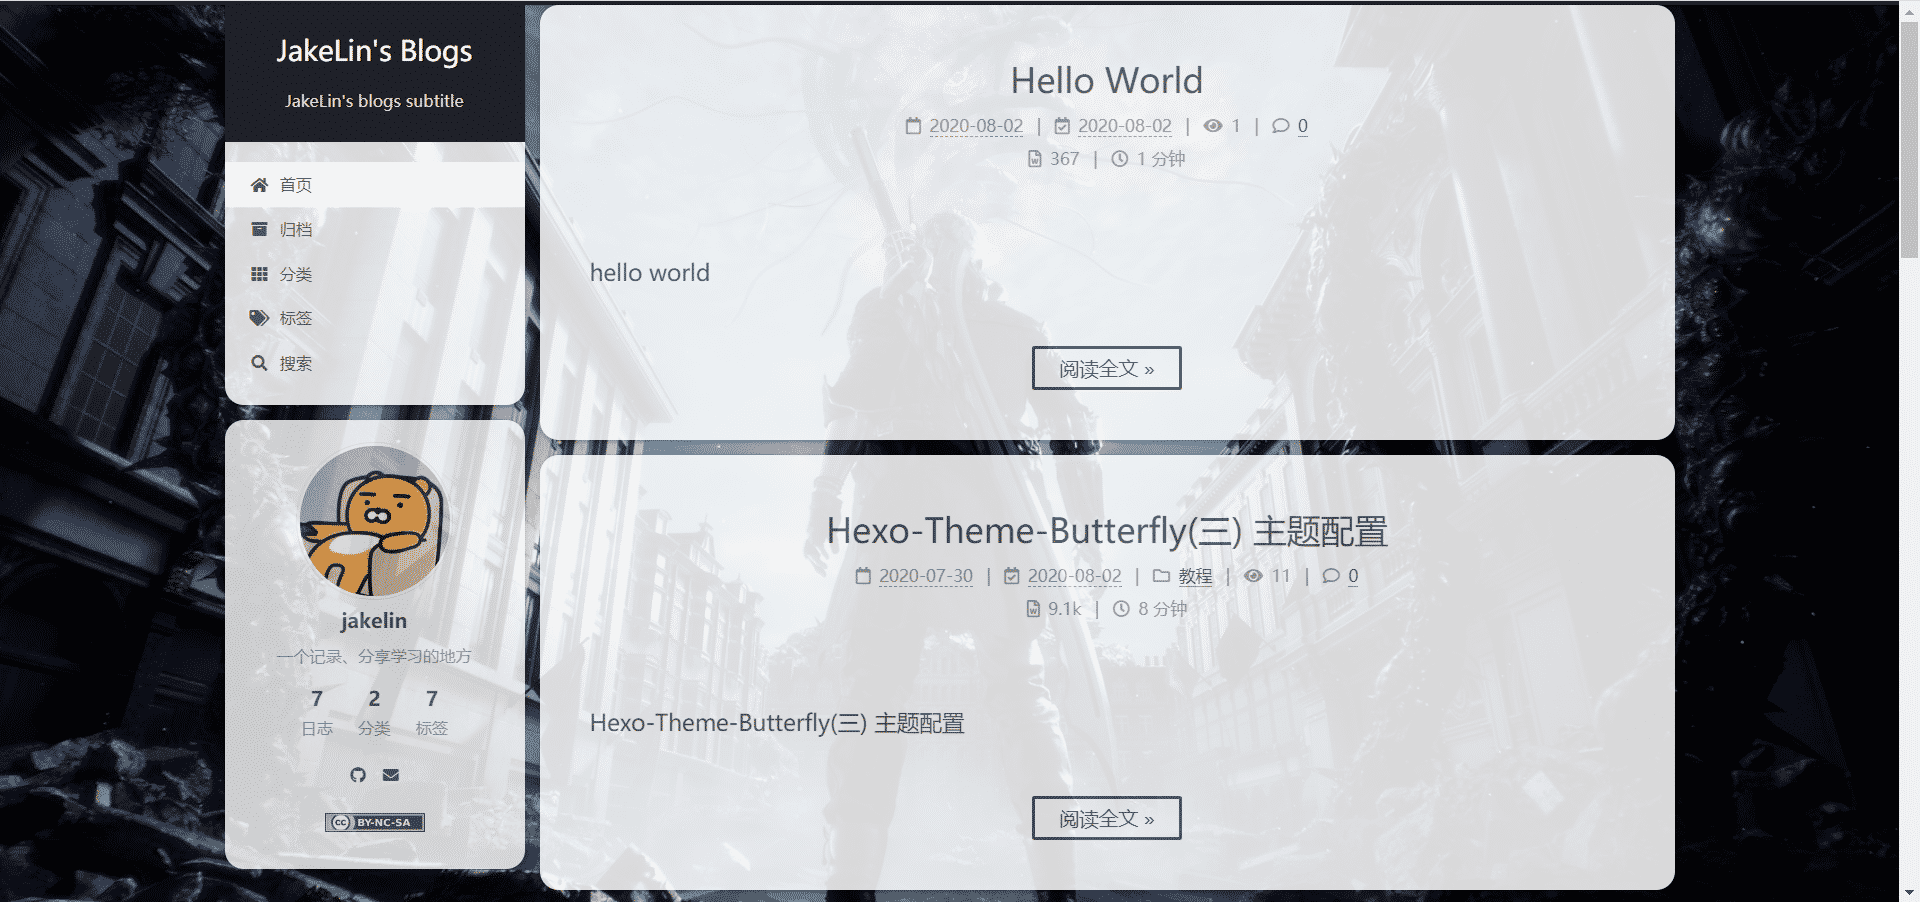 JakeLin's Blogs
JakeLin's blogs subtitle
首页
归档
分类
标签
搜索
jakelin
一个记录、分享学习的地方
7 2 7
日志 分类 标签
cc BY-NC-SA
Hello World
2020-08-02 | 2020-08-02 | 1 | 0
367 | 1 分钟
hello world
阅读全文 »
Hexo-Theme-Butterfly(三) 主题配置
2020-07-30 | 2020-08-02 | 教程 | 11 | 0
9.1k | 8 分钟
Hexo-Theme-Butterfly(三) 主题配置
阅读全文 »